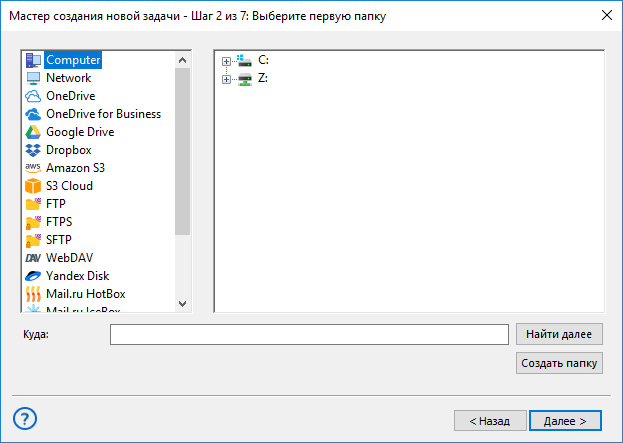 Мастер создания новой задачи - Шаг 2 из 7: Выберите первую папку
Computer
Network
OneDrive
OneDrive for Business
Google Drive
Dropbox
aws
Amazon S3
S3 Cloud
FTP
FTPS
SFTP
DAV
WebDAV
Yandex Disk
Mail.ru HotBox
Mail.ru IceBox
C:
Z:
Куда:
Найти далее
Создать папку
?
< Назад
Далее >